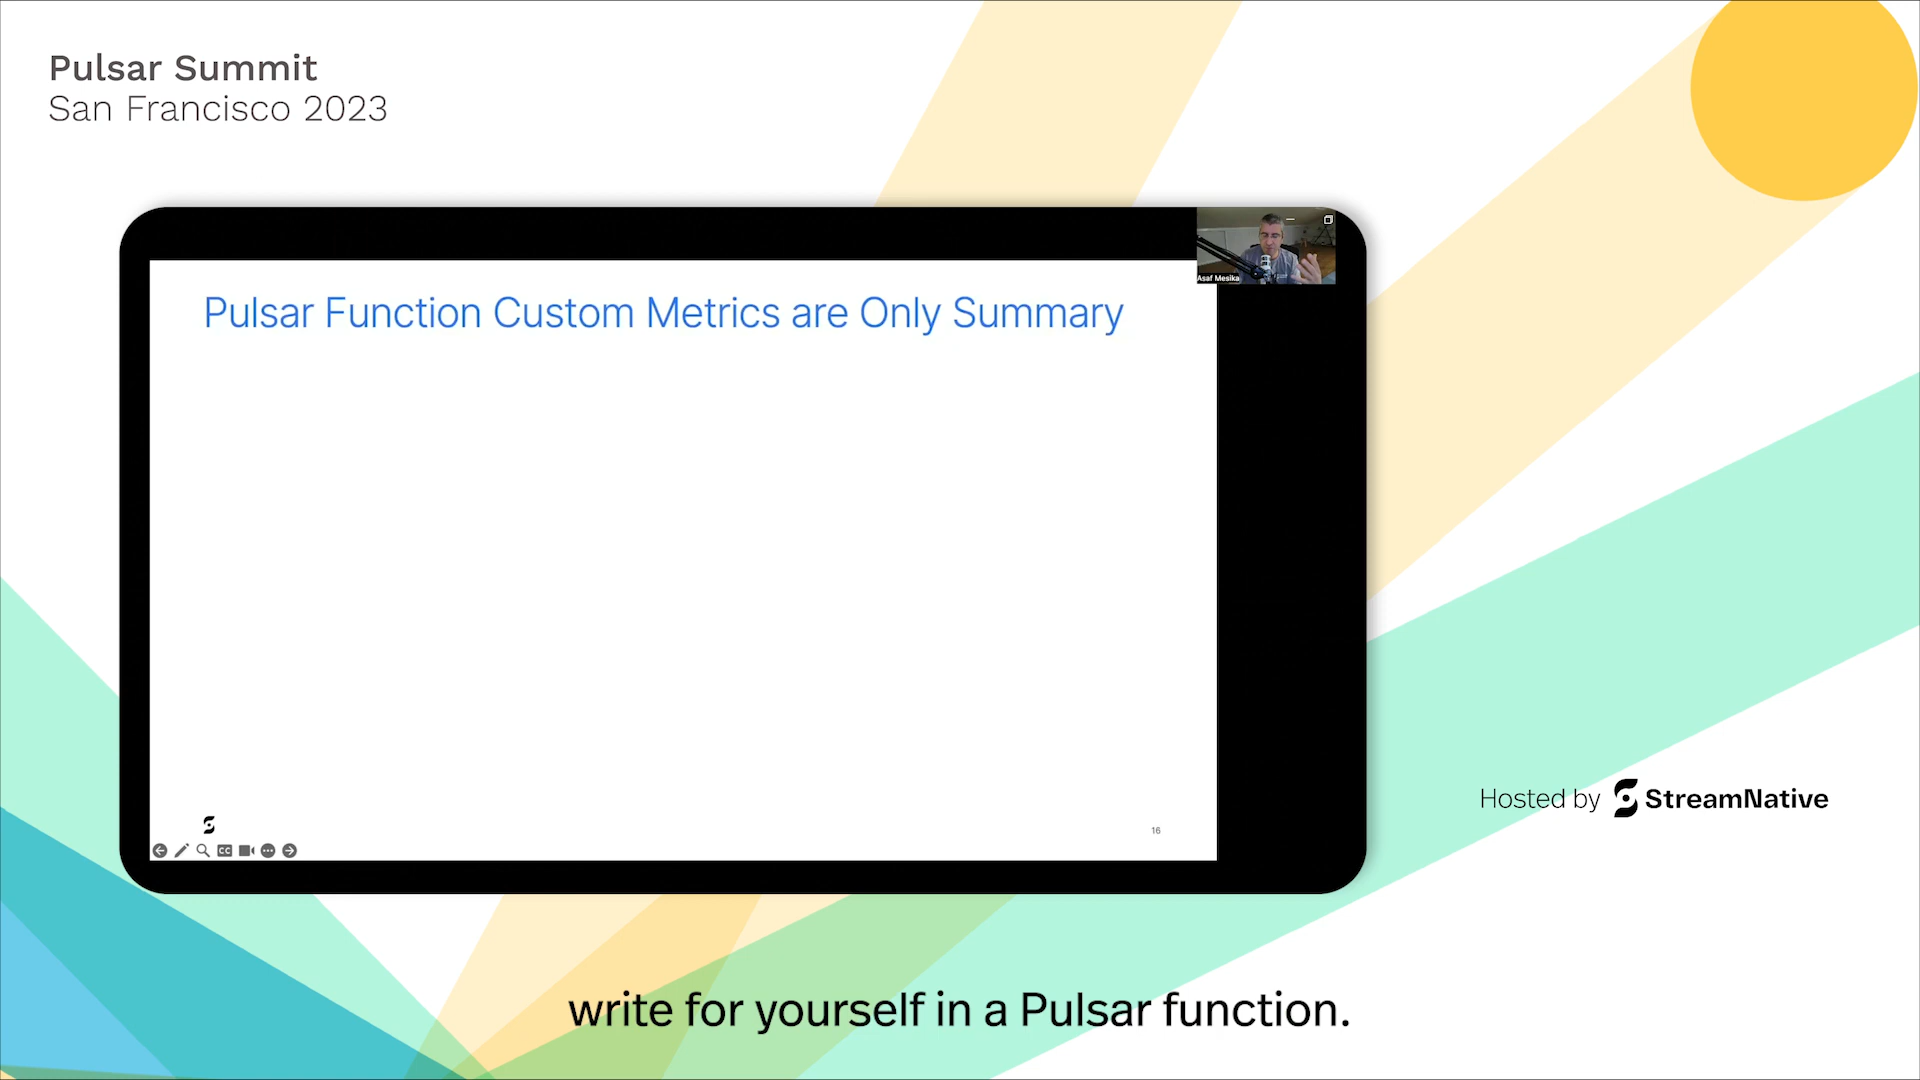 Pulsar Summit
San Francisco 2023
Asaf Mesika
Pulsar Function Custom Metrics are Only Summary
16
CC
Hosted by StreamNative
write for yourself in a Pulsar function.